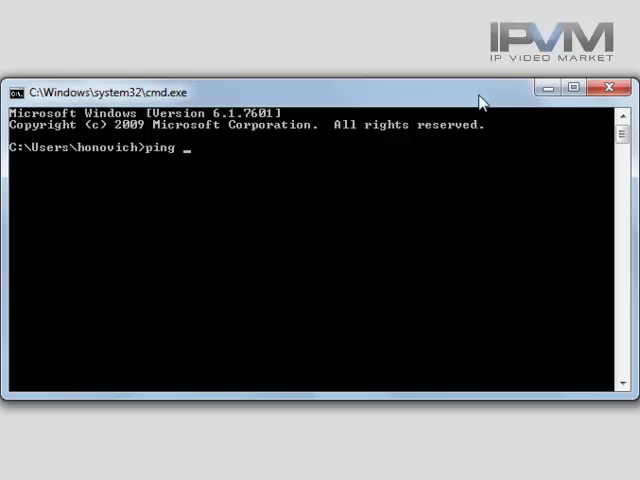 IPVM
IP VIDEO MARKET
C:\Windows\system32\cmd.exe
Microsoft Windows [Version 6.1.7601]
Copyright (c) 2009 Microsoft Corporation.  All rights reserved.
C:\Users\honovich>ping _